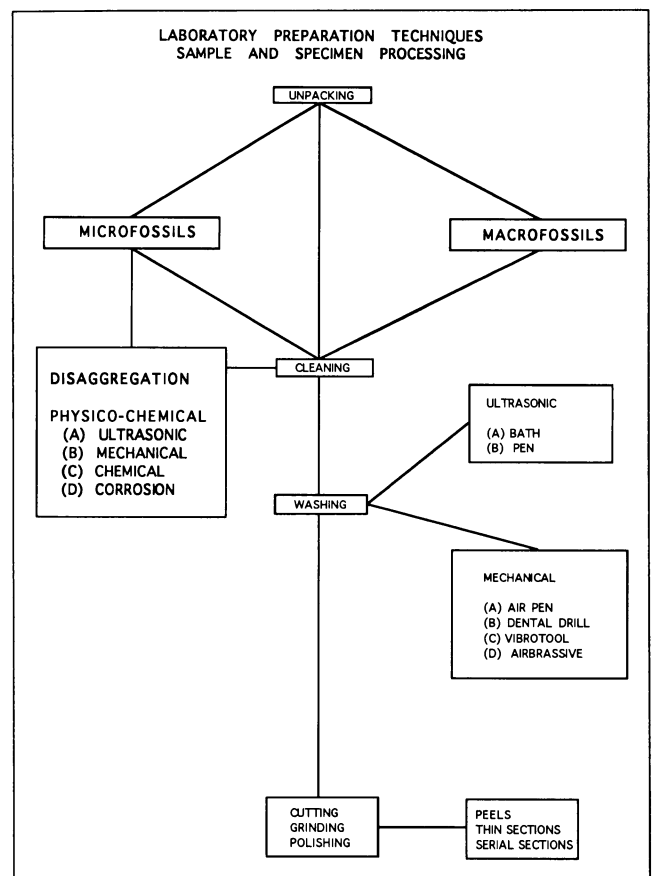 LABORATORY PREPARATION TECHNIQUES
SAMPLE AND SPECIMEN PROCESSING
UNPACKING
MICROFOSSILS
MACROFOSSILS
DISAGGREGATION
PHYSICO-CHEMICAL
(A) ULTRASONIC
(B) MECHANICAL
(C) CHEMICAL
(D) CORROSION
CLEANING
ULTRASONIC
(A) BATH
(B) PEN
WASHING
MECHANICAL
(A) AIR PEN
(B) DENTAL DRILL
(C) VIBROTOOL
(D) AIRBRASSIVE
CUTTING
GRINDING
POLISHING
PEELS
THIN SECTIONS
SERIAL SECTIONS